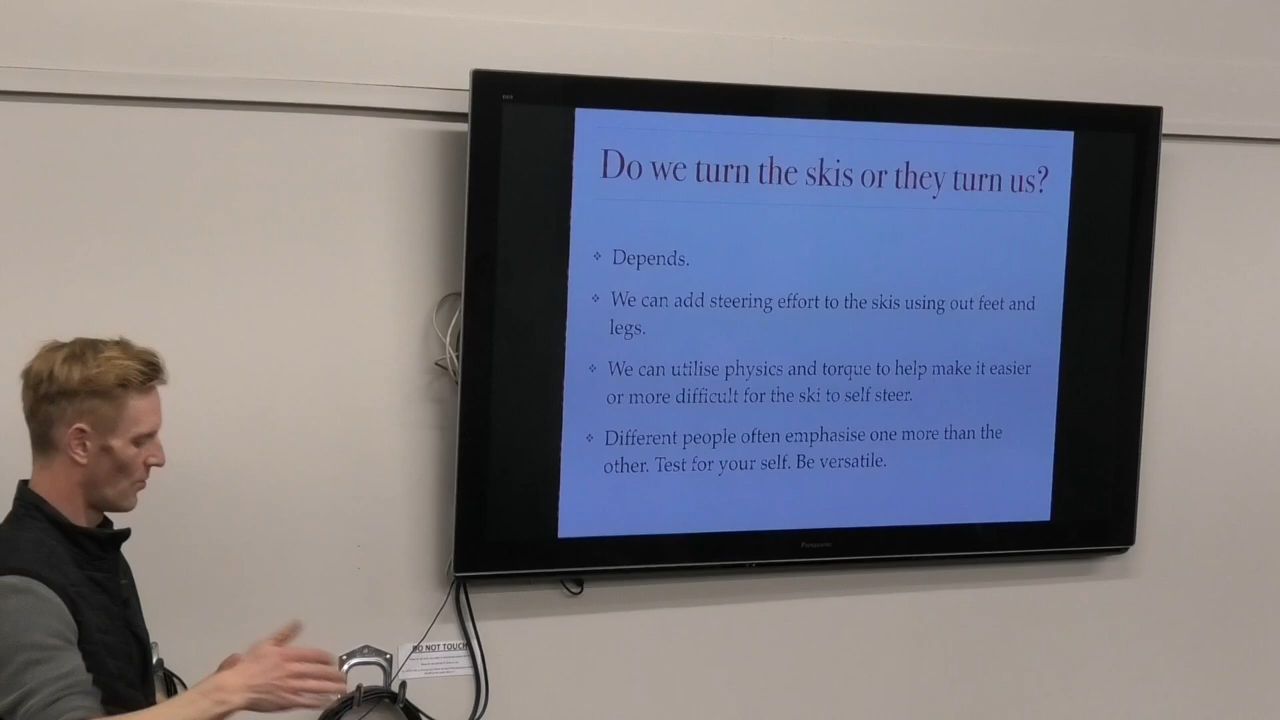 Do we turn the skis or they turn us?
Depends.
We can add steering effort to the skis using out feet and
legs.
We can utilise physics and torque to help make it easier
or more difficult for the ski to self steer.
Different people often emphasise one more than the
other. Test for your self. Be versatile.
Panasonic
DO NOT TOUCH